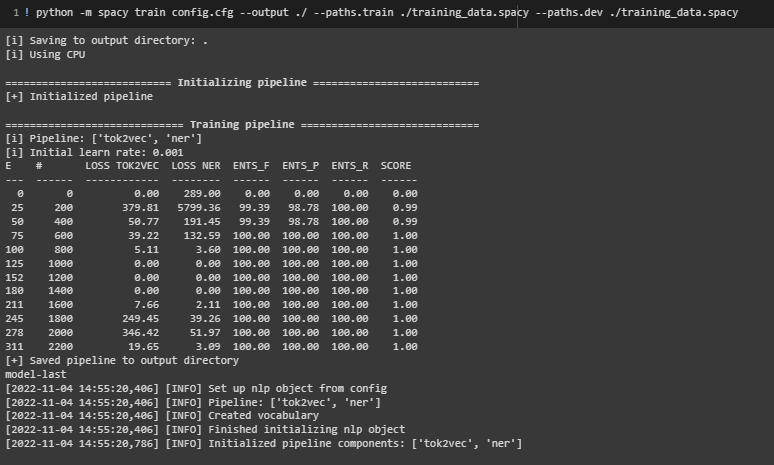 1 ! python -m spacy train config.cfg --output ./ --paths.train ./training_data.spacy --paths.dev ./training_data.spacy
[i] Saving to output directory: .
[i] Using CPU
=========================== Initializing pipeline ===========================
[+] Initialized pipeline
============================= Training pipeline =============================
[i] Pipeline: ['tok2vec', 'ner']
[i] Initial learn rate: 0.001
E    #       LOSS TOK2VEC  LOSS NER  ENTS_F  ENTS_P  ENTS_R  SCORE
---  ------  ------------  --------  ------  ------  ------  ------
  0       0          0.00    289.00    0.00    0.00    0.00    0.00
 25     200        379.81   5799.36   99.39   98.78  100.00    0.99
 50     400         50.77    191.45   99.39   98.78  100.00    0.99
 75     600         39.22    132.59  100.00  100.00  100.00    1.00
100     800          5.11      3.60  100.00  100.00  100.00    1.00
125    1000          0.00      0.00  100.00  100.00  100.00    1.00
152    1200          0.00      0.00  100.00  100.00  100.00    1.00
180    1400          0.00      0.00  100.00  100.00  100.00    1.00
211    1600          7.66      2.11  100.00  100.00  100.00    1.00
245    1800        249.45     39.26  100.00  100.00  100.00    1.00
278    2000        346.42     51.97  100.00  100.00  100.00    1.00
311    2200         19.65      3.09  100.00  100.00  100.00    1.00
[+] Saved pipeline to output directory
model-last
[2022-11-04 14:55:20,406] [INFO] Set up nlp object from config
[2022-11-04 14:55:20,406] [INFO] Pipeline: ['tok2vec', 'ner']
[2022-11-04 14:55:20,406] [INFO] Created vocabulary
[2022-11-04 14:55:20,406] [INFO] Finished initializing nlp object
[2022-11-04 14:55:20,786] [INFO] Initialized pipeline components: ['tok2vec', 'ner']